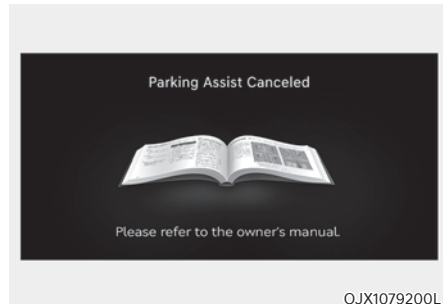 Parking Assist Canceled
Please refer to the owner's manual.
OJX1079200L